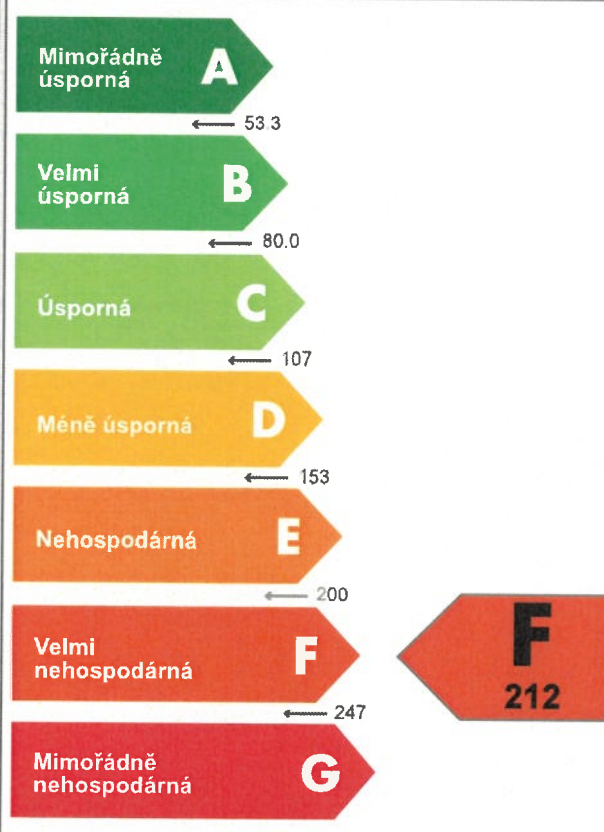 Mimořádně
úsporná
A
53.3
Velmi
úsporná
B
80.0
Úsporná
C
107
Méně úsporná
D
153
Nehospodárná
E
200
Velmi
nehospodárná
F
F
212
247
Mimořádně
nehospodárná
G